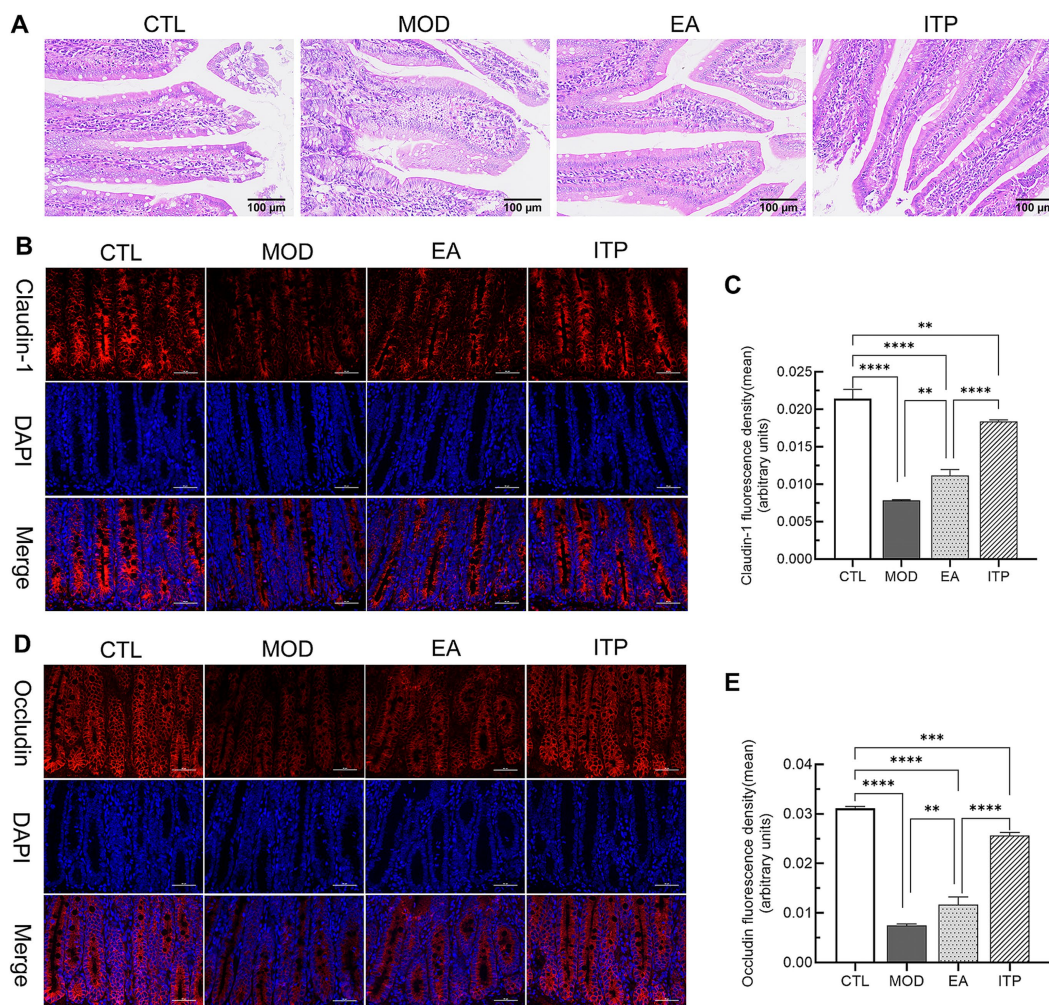 A
CTL MOD EA ITP
100 μm 100 μm 100 μm 100 μm
B
CTL MOD EA ITP
Claudin-1
DAPI
Merge
C
Claudin-1 fluorescence density(mean)
(arbitrary units)
0.025
0.020
0.015
0.010
0.005
0.000
**
****
**** ** ****
CTL MOD EA ITP
D
CTL MOD EA ITP
Occludin
DAPI
Merge
E
Occludin fluorescence density(mean)
(arbitrary units)
0.04
0.03
0.02
0.01
0.00
***
****
**** ** ****
CTL MOD EA ITP